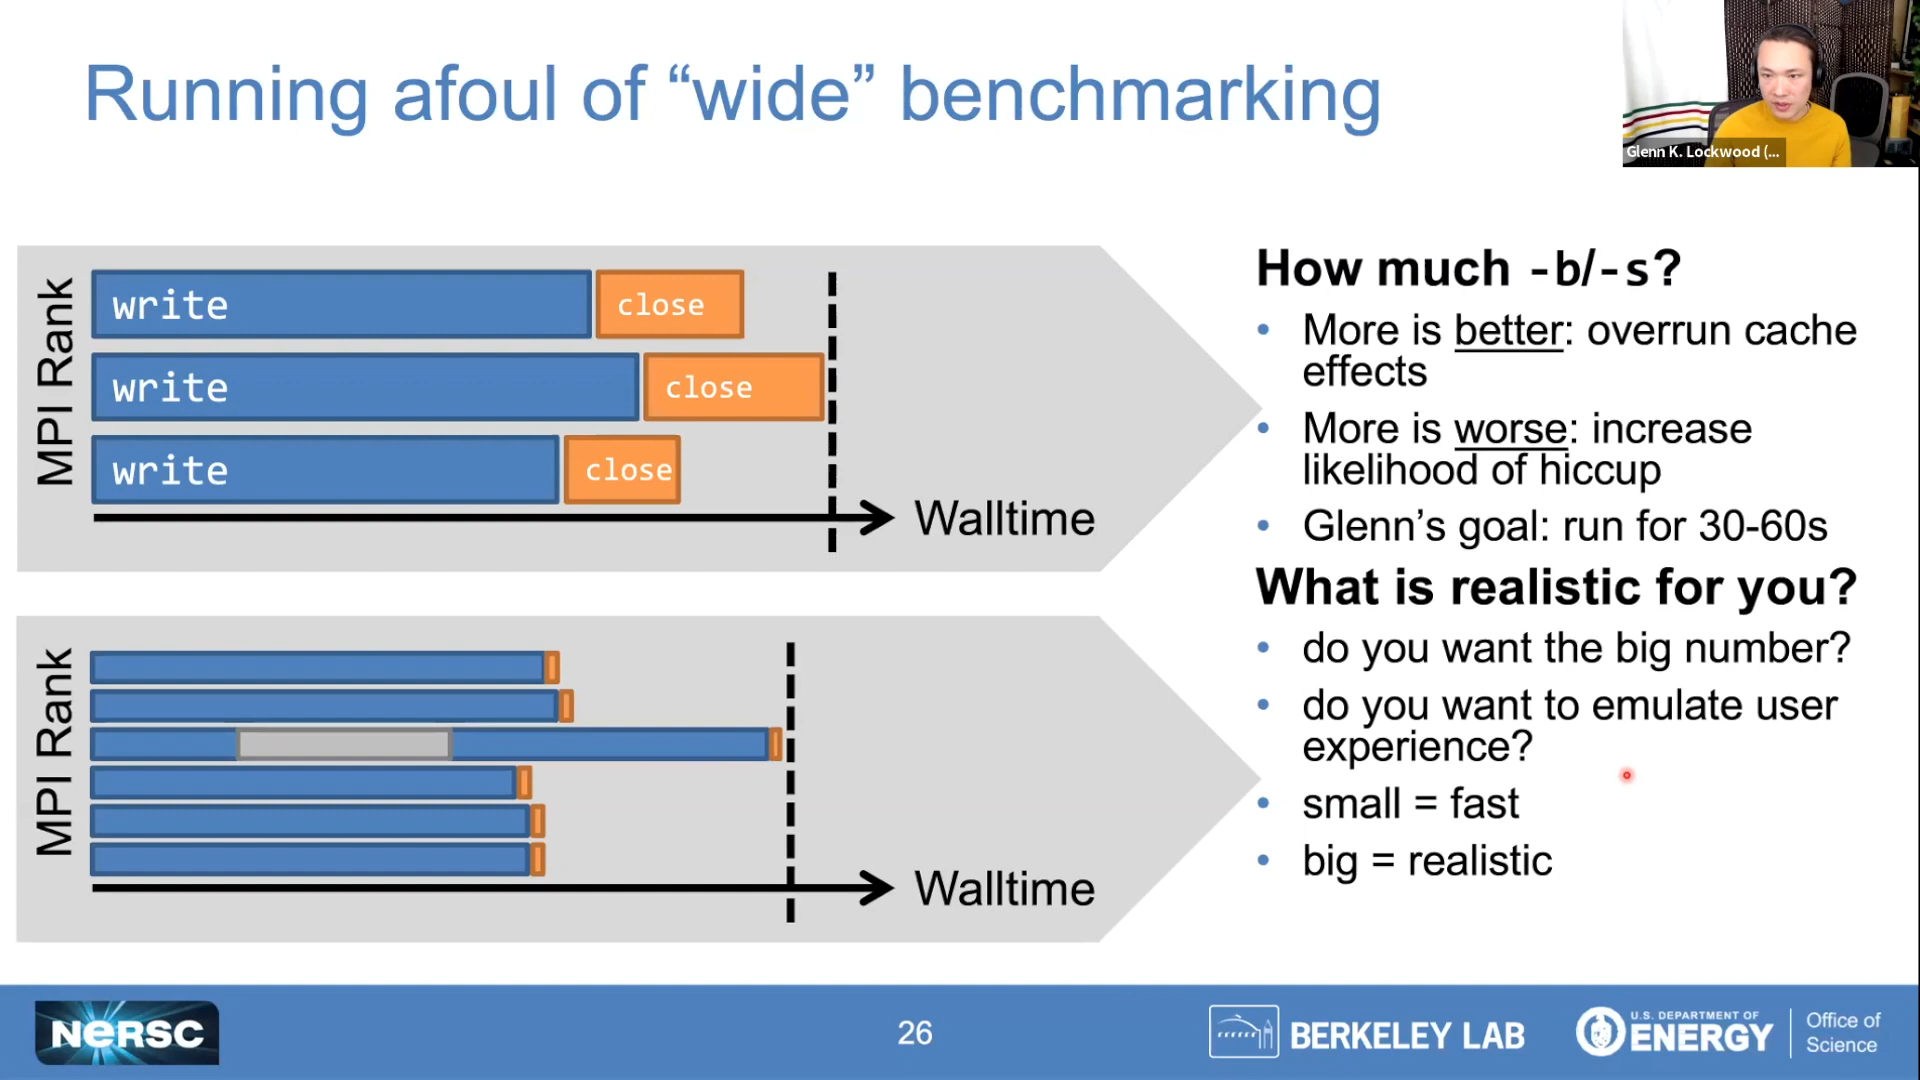 Running afoul of “wide” benchmarking
Glenn K. Lockwood (...
MPI Rank
write
close
write
close
write
close
Walltime
MPI Rank
Walltime
How much -b/-s?
• More is better: overrun cache
effects
• More is worse: increase
likelihood of hiccup
• Glenn’s goal: run for 30-60s
What is realistic for you?
• do you want the big number?
• do you want to emulate user
experience?
• small = fast
• big = realistic
NERSC
26
BERKELEY LAB
U.S. DEPARTMENT OF
ENERGY
Office of
Science